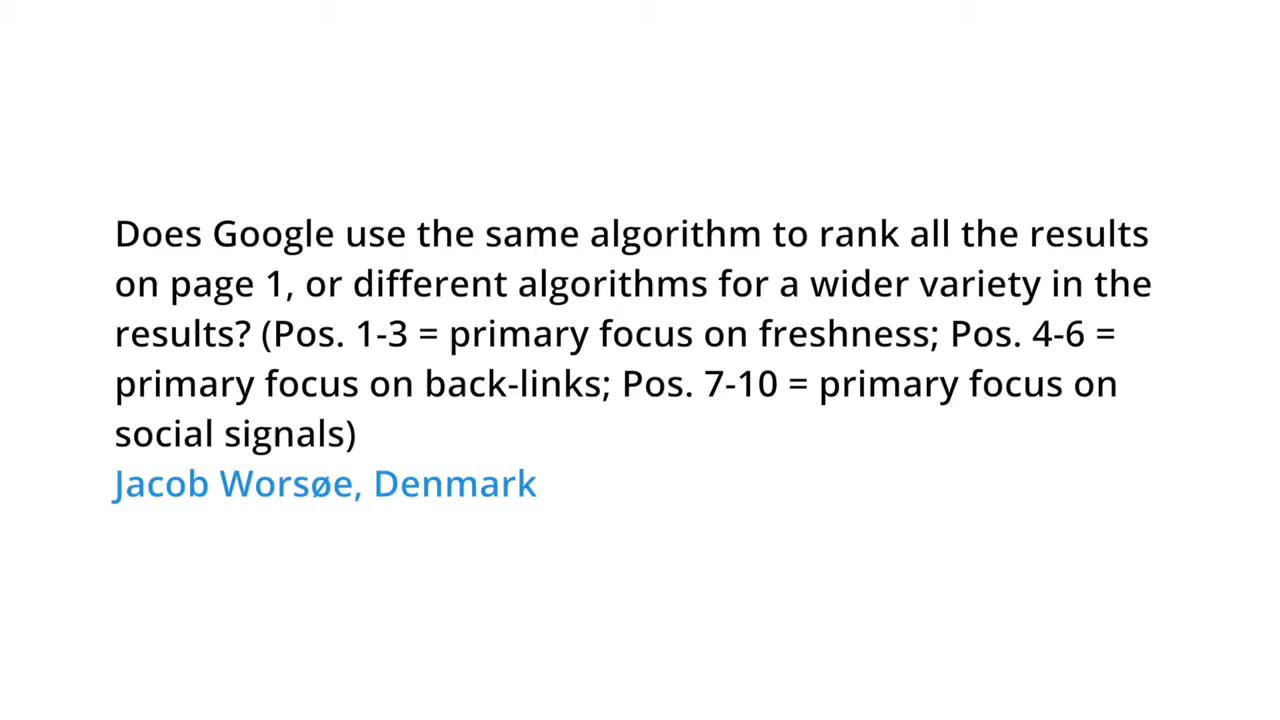 Does Google use the same algorithm to rank all the results
on page 1, or different algorithms for a wider variety in the
results? (Pos. 1-3 = primary focus on freshness; Pos. 4-6 =
primary focus on back-links; Pos. 7-10 = primary focus on
social signals)
Jacob Worsøe, Denmark